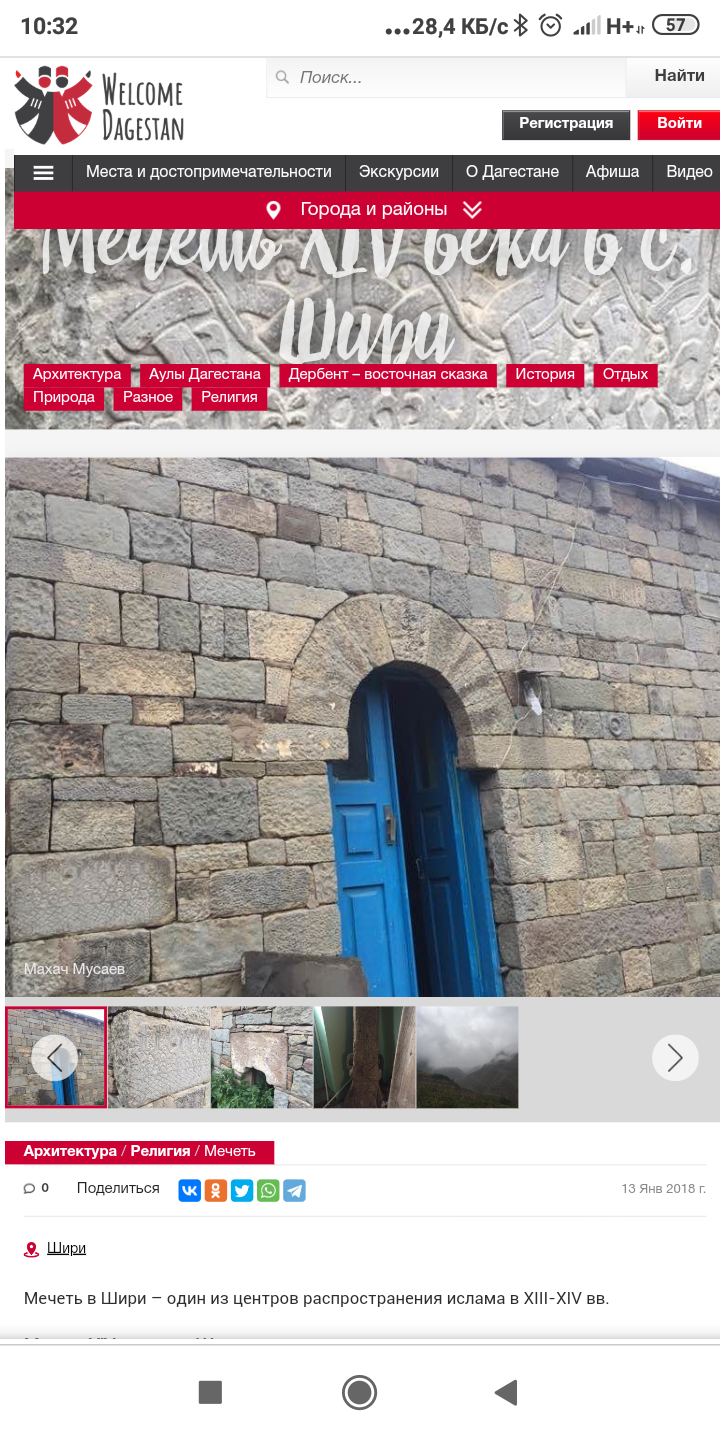 10:32
...28,4 КБ/с H+ 57
WELCOME
DAGESTAN
Поиск...
Найти
Регистрация
Войти
Места и достопримечательности Экскурсии О Дагестане Афиша Видео
Города и районы
Мечеть XIV века в с.
Шири
Архитектура Аулы Дагестана Дербент – восточная сказка История Отдых
Природа Разное Религия
Махач Мусаев
Архитектура / Религия / Мечеть
0 Поделиться 13 Янв 2018 г.
Шири
Мечеть в Шири – один из центров распространения ислама в XIII-XIV вв.